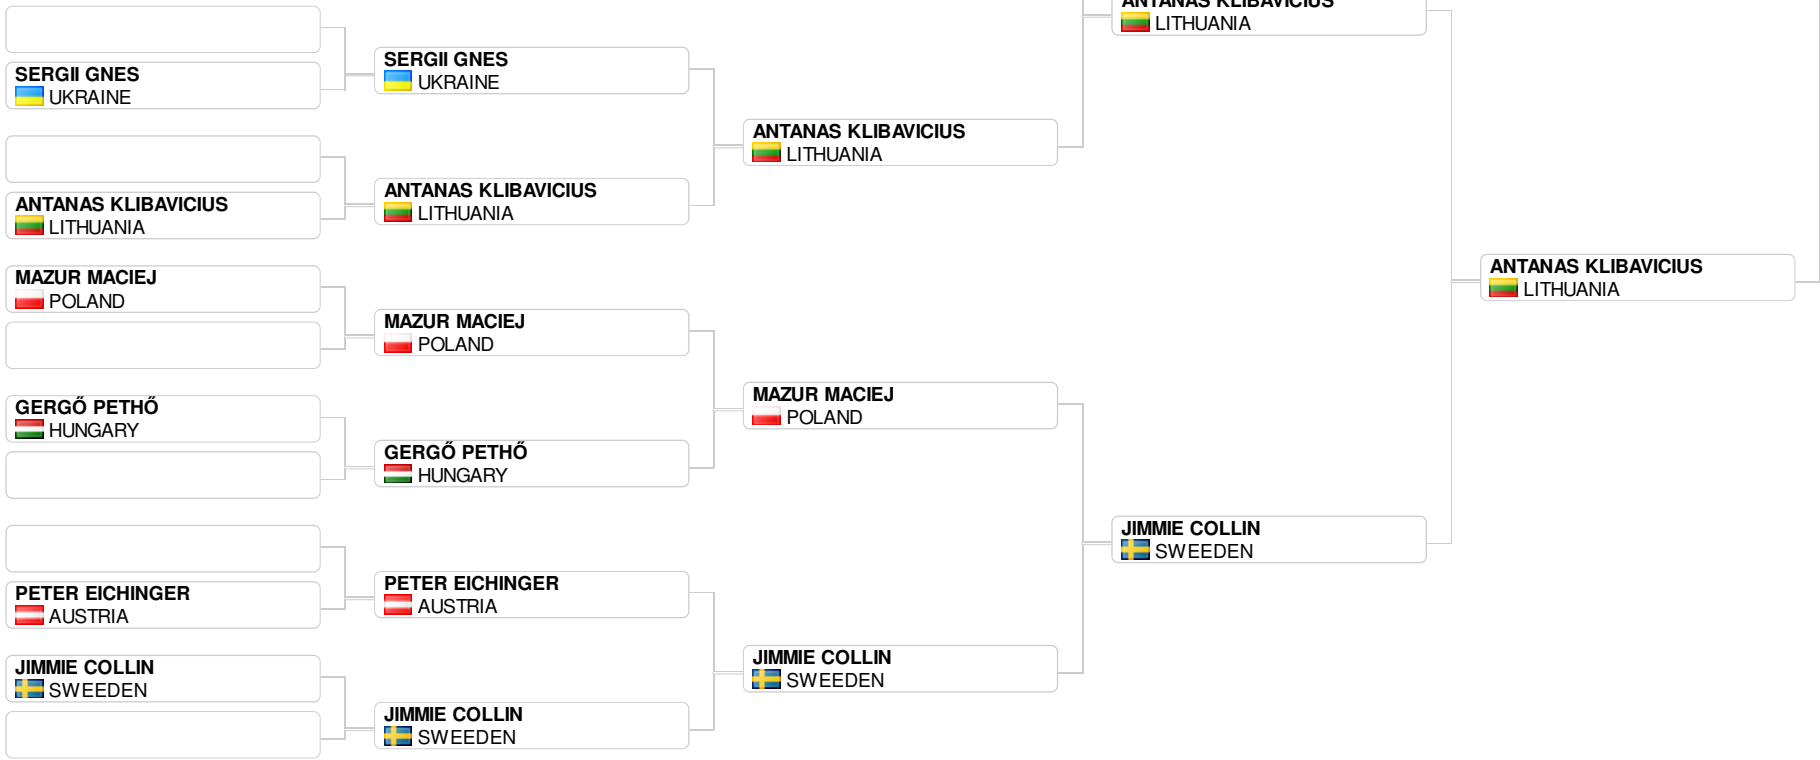 SERGII GNES
UKRAINE
ANTANAS KLIBAVICIUS
LITHUANIA
MAZUR MACIEJ
POLAND
GERGŐ PETHŐ
HUNGARY
PETER EICHINGER
AUSTRIA
JIMMIE COLLIN
SWEEDEN
SERGII GNES
UKRAINE
ANTANAS KLIBAVICIUS
LITHUANIA
MAZUR MACIEJ
POLAND
GERGŐ PETHŐ
HUNGARY
PETER EICHINGER
AUSTRIA
JIMMIE COLLIN
SWEEDEN
ANTANAS KLIBAVICIUS
LITHUANIA
MAZUR MACIEJ
POLAND
JIMMIE COLLIN
SWEEDEN
ANTANAS KLIBAVICIUS
LITHUANIA
JIMMIE COLLIN
SWEEDEN
ANTANAS KLIBAVICIUS
LITHUANIA